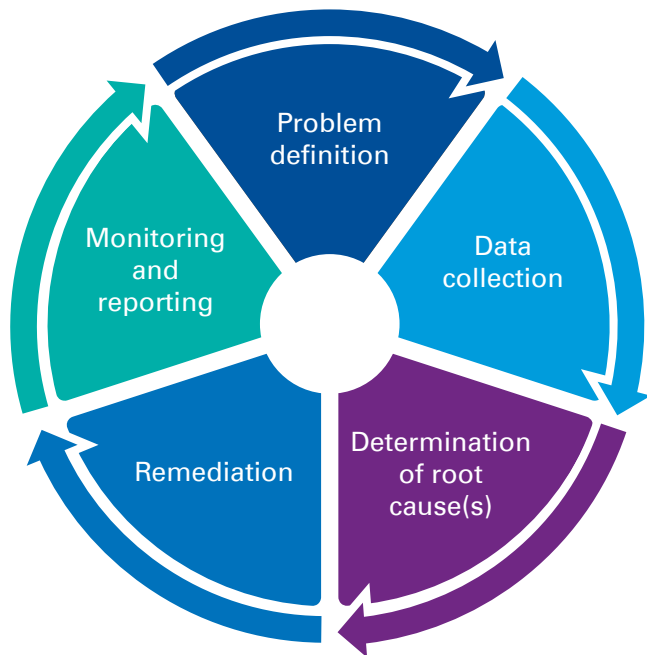 Problem
definition
Data
collection
Determination
of root
cause(s)
Remediation
Monitoring
and
reporting